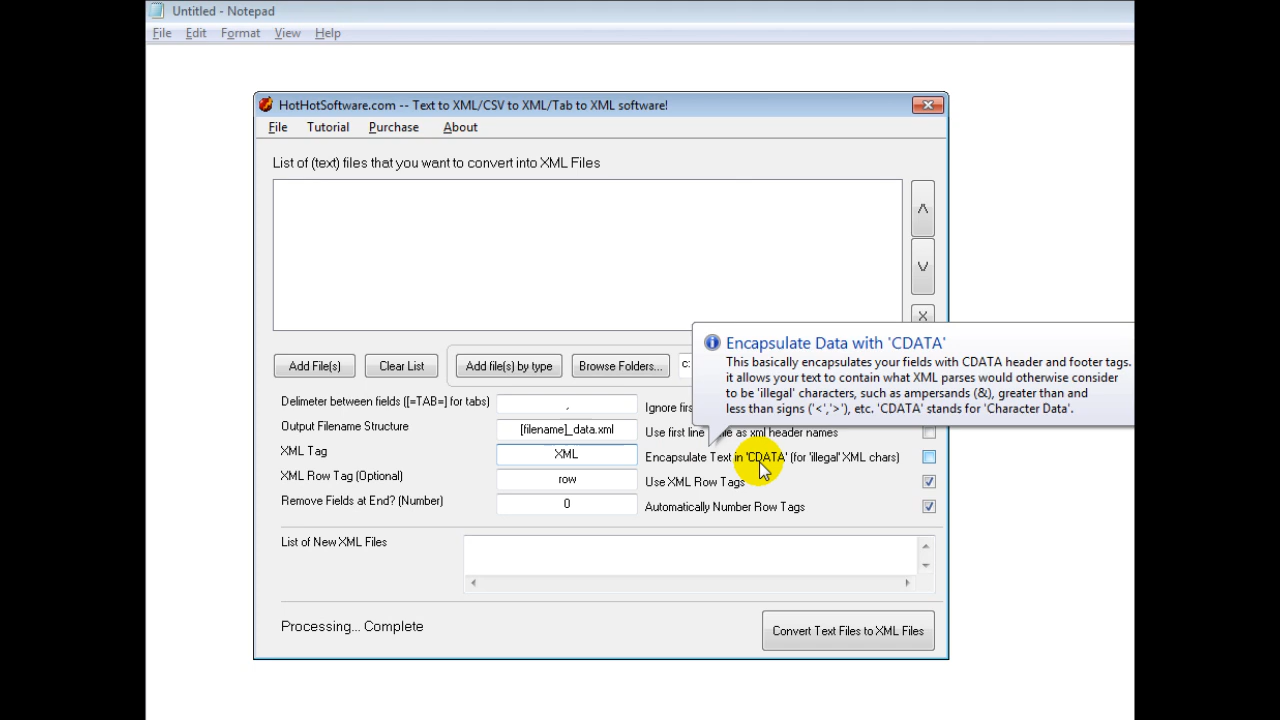 Untitled - Notepad
File Edit Format View Help
HotHotSoftware.com -- Text to XML/CSV to XML/Tab to XML software!
File Tutorial Purchase About
List of (text) files that you want to convert into XML Files
Λ
V
X
Add File(s) Clear List Add file(s) by type Browse Folders... c:
Encapsulate Data with 'CDATA'
This basically encapsulates your fields with CDATA header and footer tags.
it allows your text to contain what XML parses would otherwise consider
to be 'illegal' characters, such as ampersands (&), greater than and
less than signs ('<','>'), etc. 'CDATA' stands for 'Character Data'.
Delimeter between fields ([=TAB=] for tabs) , Ignore firs
Output Filename Structure [filename]_data.xml Use first line file as xml header names
XML Tag XML Encapsulate Text in 'CDATA' (for 'illegal' XML chars)
XML Row Tag (Optional) row Use XML Row Tags
Remove Fields at End? (Number) 0 Automatically Number Row Tags
List of New XML Files
Processing... Complete Convert Text Files to XML Files